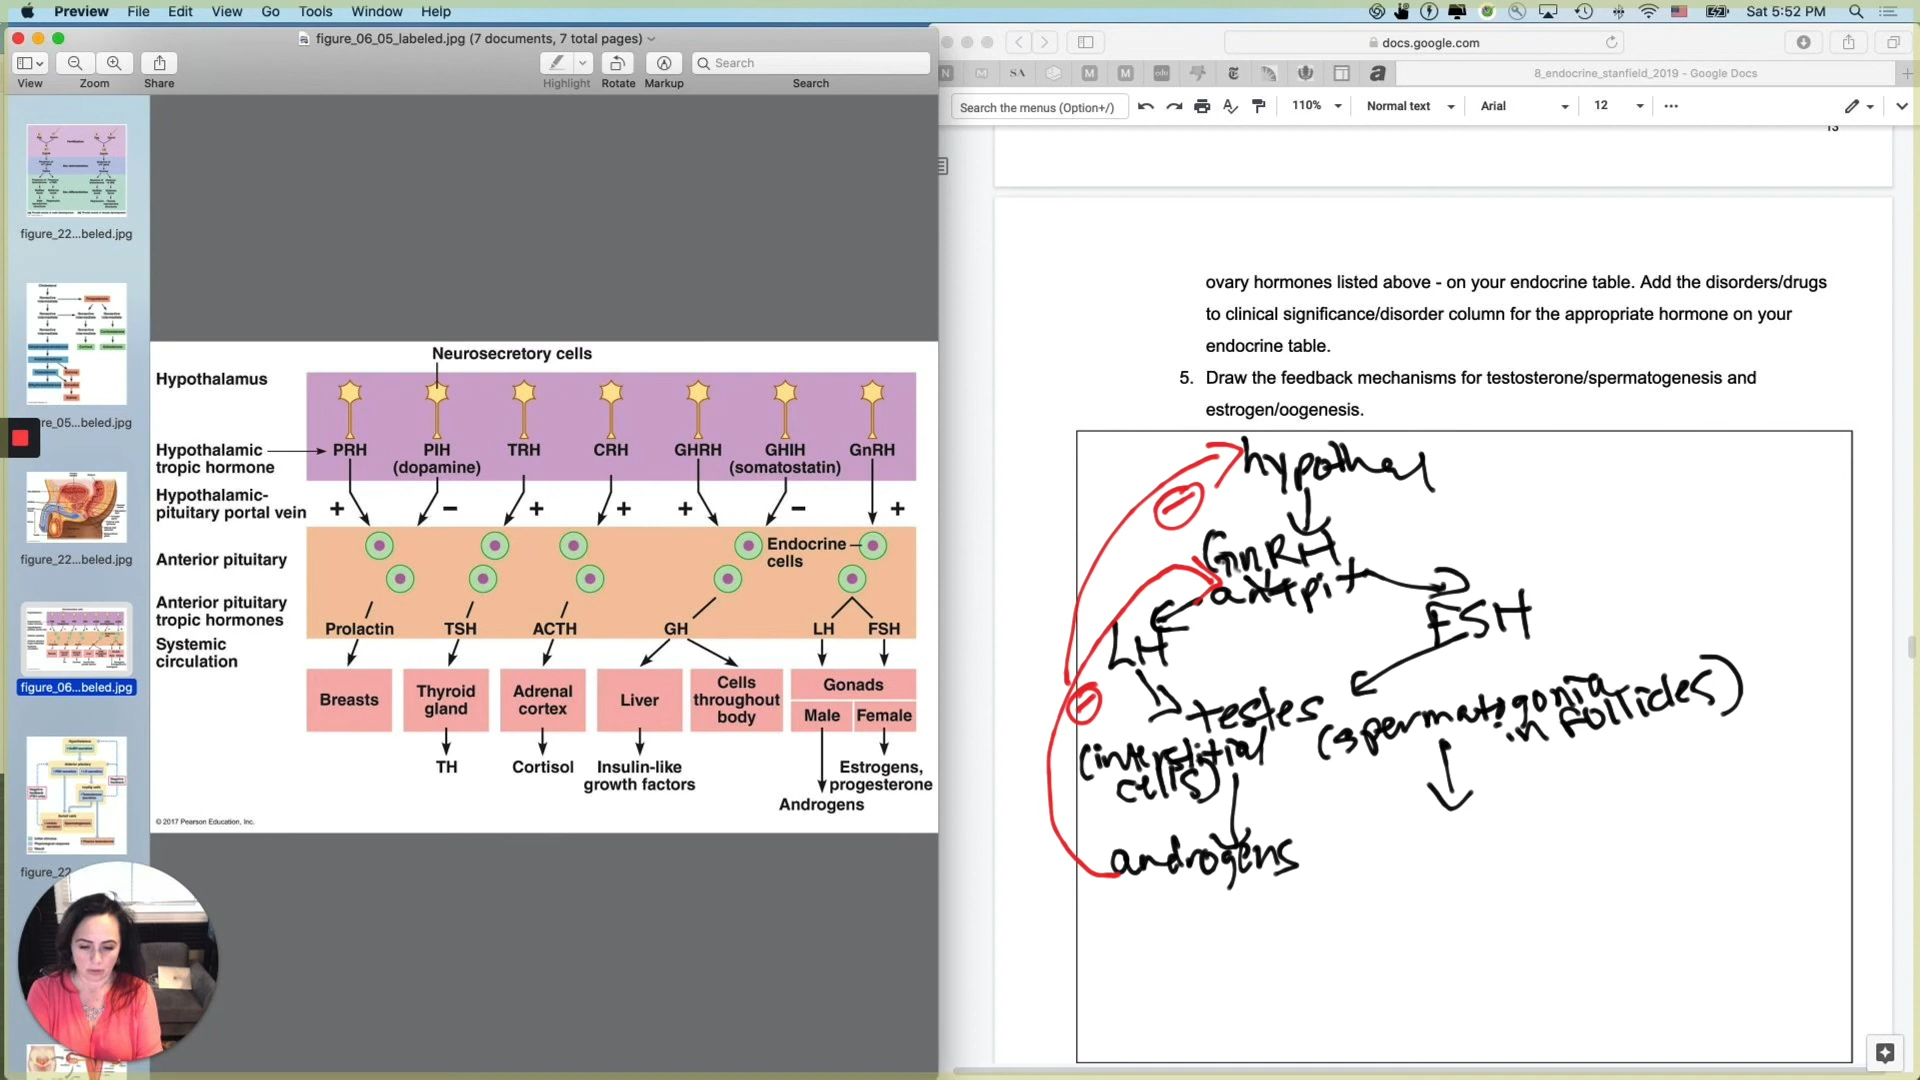 Preview File Edit View Go Tools Window Help
Sat 5:52 PM
figure_06_05_labeled.jpg (7 documents, 7 total pages)
Search
View Zoom Share Highlight Rotate Markup Search
docs.google.com
8_endocrine_stanfield_2019 - Google Docs
Search the menus (Option+/)
110% Normal text Arial 12
figure_22...beled.jpg
re_05...beled.jpg
figure_22...beled.jpg
figure_06...beled.jpg
figure_22
Neurosecretory cells
Hypothalamus
Hypothalamic
tropic hormone
PRH PIH (dopamine) TRH CRH GHRH GHIH (somatostatin) GnRH
Hypothalamic-
pituitary portal vein
+ − + + + − +
Anterior pituitary
Endocrine
cells
Anterior pituitary
tropic hormones
Prolactin TSH ACTH GH LH FSH
Systemic
circulation
Breasts
Thyroid
gland
Adrenal
cortex
Liver
Cells
throughout
body
Gonads
Male Female
TH
Cortisol
Insulin-like
growth factors
Estrogens,
progesterone
Androgens
© 2017 Pearson Education, Inc.
13
ovary hormones listed above - on your endocrine table. Add the disorders/drugs
to clinical significance/disorder column for the appropriate hormone on your
endocrine table.
5. Draw the feedback mechanisms for testosterone/spermatogenesis and
estrogen/oogenesis.
hypothal
−
GnRH
ant pit
LH
FSH
−
testes
(interstitial
cells)
(spermatogonia
in follicles)
androgens